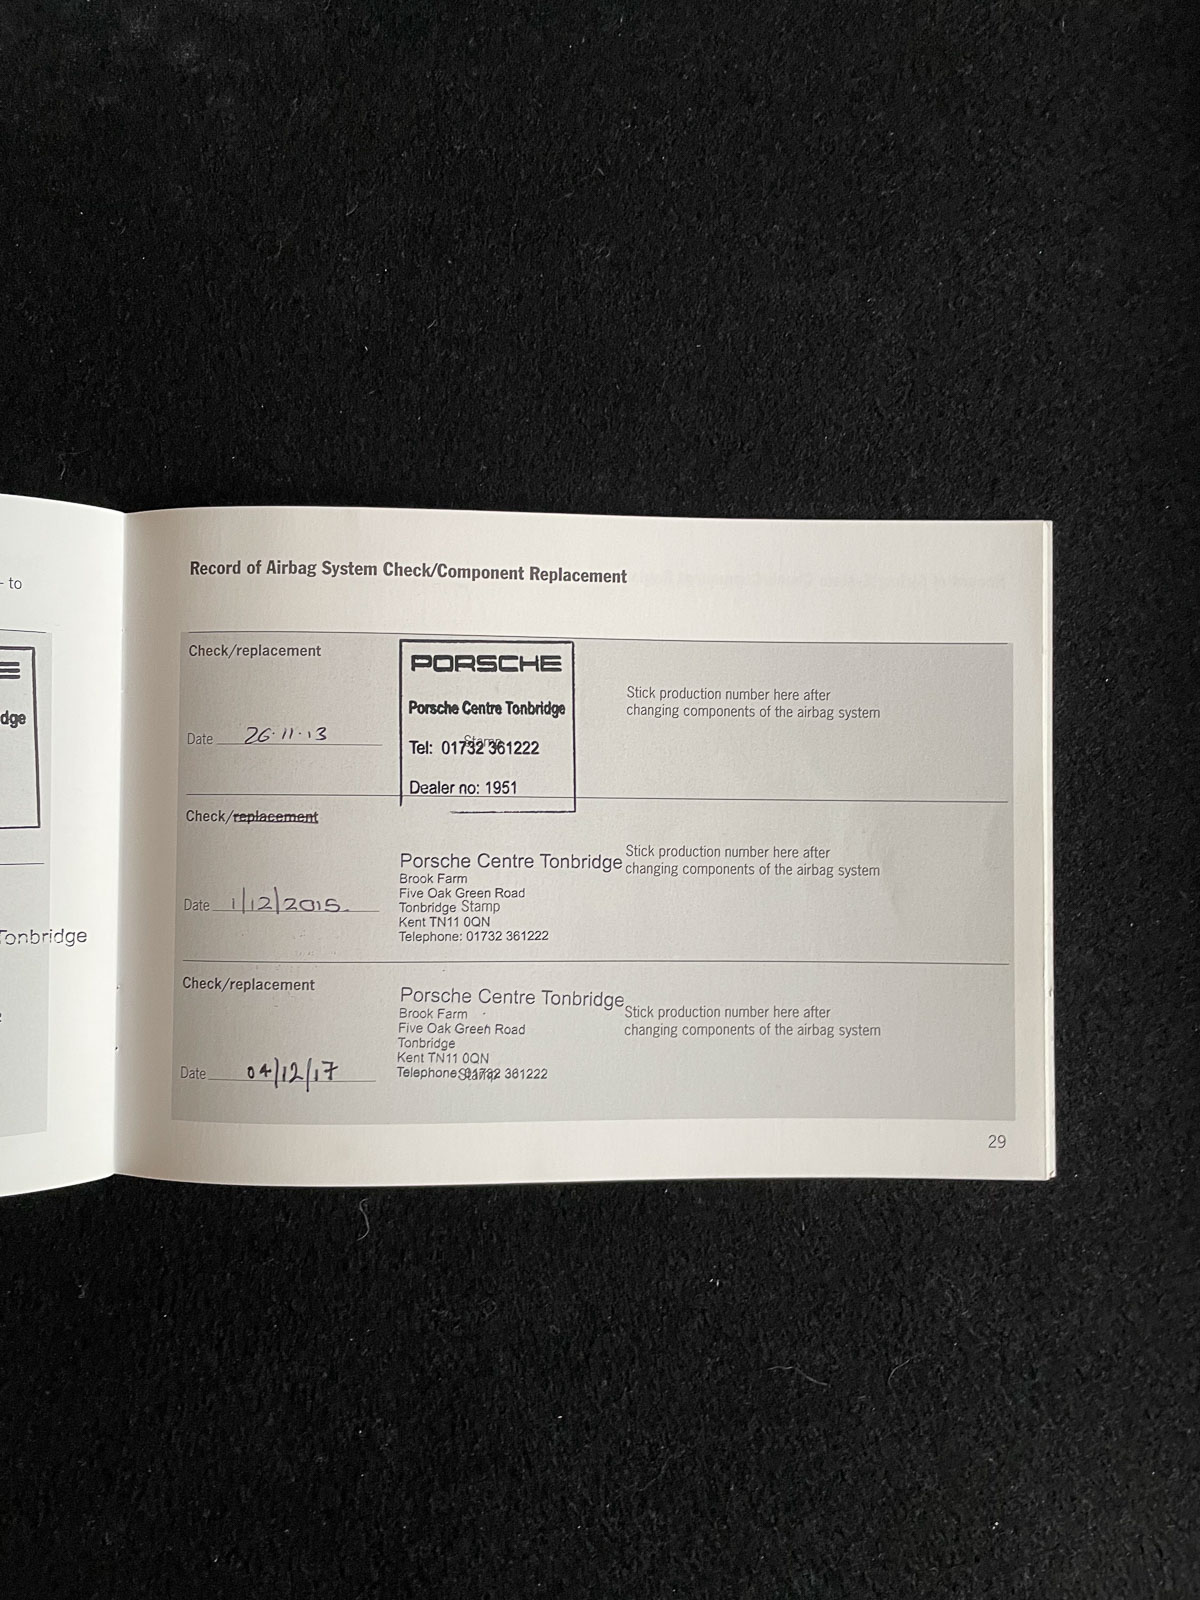 - to
dge
Tonbridge
Record of Airbag System Check/Component Replacement
Check/replacement
Date 26.11.13
PORSCHE
Porsche Centre Tonbridge
Stamp
Tel: 01732 361222
Dealer no: 1951
Stick production number here after
changing components of the airbag system
Check/replacement
Date 1/12/2015.
Porsche Centre Tonbridge
Brook Farm
Five Oak Green Road
Tonbridge Stamp
Kent TN11 0QN
Telephone: 01732 361222
Stick production number here after
changing components of the airbag system
Check/replacement
Date 04/12/17
Porsche Centre Tonbridge
Brook Farm
Five Oak Green Road
Tonbridge
Kent TN11 0QN
Telephone: 01732 361222
Stamp
Stick production number here after
changing components of the airbag system
29